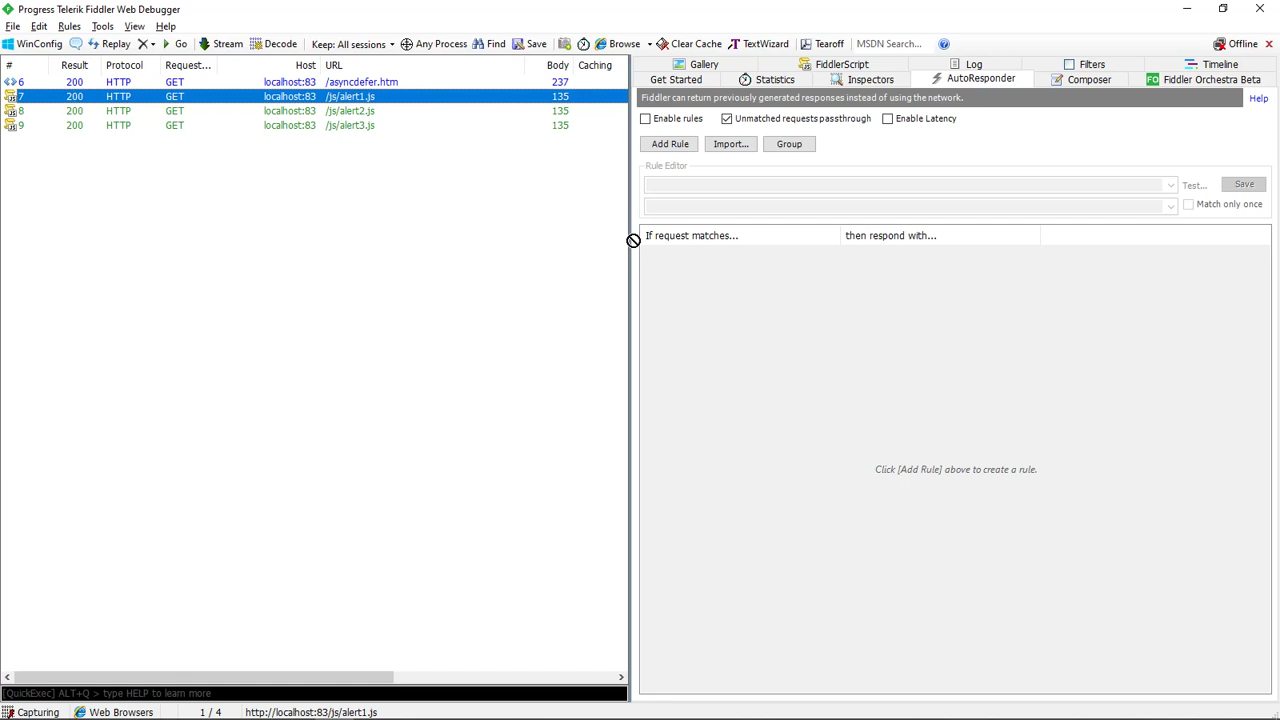 Progress Telerik Fiddler Web Debugger
File Edit Rules Tools View Help
WinConfig Replay Go Stream Decode Keep: All sessions Any Process Find Save Browse Clear Cache TextWizard Tearoff MSDN Search... Offline
# Result Protocol Request... Host URL Body Caching
6 200 HTTP GET localhost:83 /asyncdefer.htm 237
7 200 HTTP GET localhost:83 /js/alert1.js 135
8 200 HTTP GET localhost:83 /js/alert2.js 135
9 200 HTTP GET localhost:83 /js/alert3.js 135
Gallery FiddlerScript Log Filters Timeline
Get Started Statistics Inspectors AutoResponder Composer FO Fiddler Orchestra Beta
Fiddler can return previously generated responses instead of using the network. Help
Enable rules Unmatched requests passthrough Enable Latency
Add Rule Import... Group
Rule Editor
Test... Save
Match only once
If request matches... then respond with...
Click [Add Rule] above to create a rule.
[QuickExec] ALT+Q > type HELP to learn more
Capturing Web Browsers 1 / 4 http://localhost:83/js/alert1.js